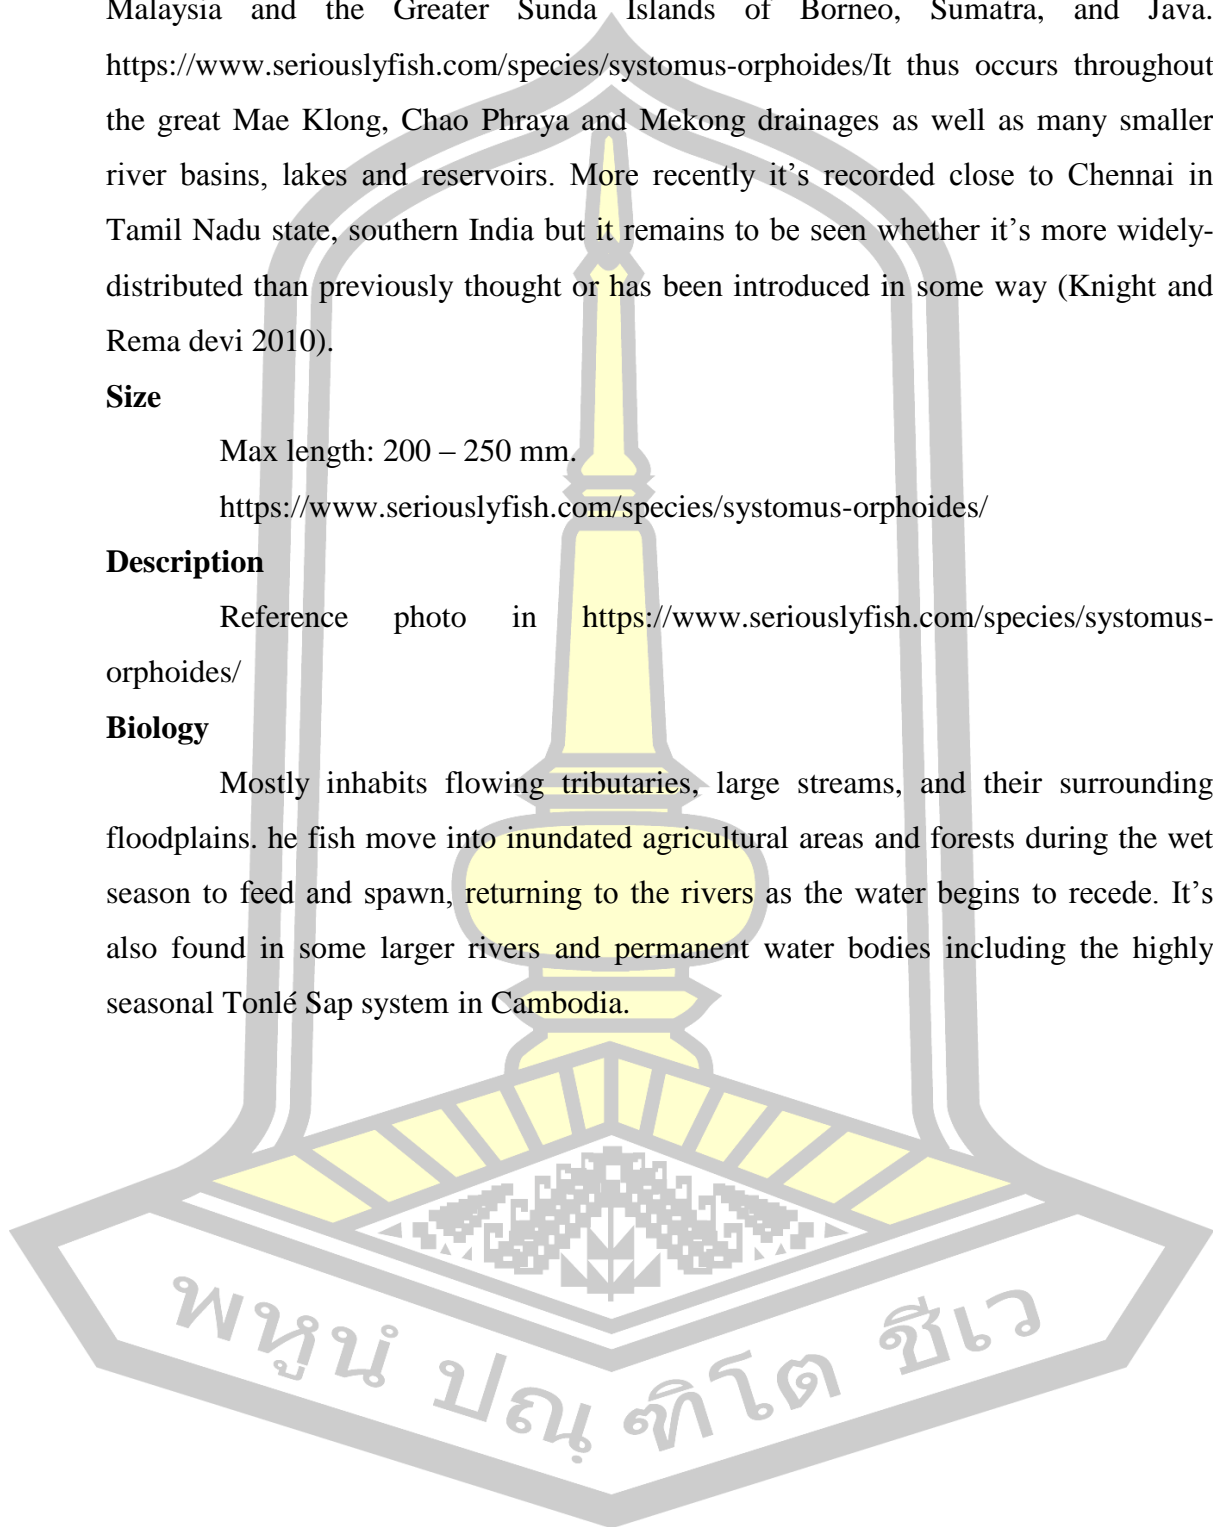 Malaysia and the Greater Sunda Islands of Borneo, Sumatra, and Java.
https://www.seriouslyfish.com/species/systomus-orphoides/It thus occurs throughout
the great Mae Klong, Chao Phraya and Mekong drainages as well as many smaller
river basins, lakes and reservoirs. More recently it’s recorded close to Chennai in
Tamil Nadu state, southern India but it remains to be seen whether it’s more widely-
distributed than previously thought or has been introduced in some way (Knight and
Rema devi 2010).
Size
Max length: 200 – 250 mm.
https://www.seriouslyfish.com/species/systomus-orphoides/
Description
Reference photo in https://www.seriouslyfish.com/species/systomus-
orphoides/
Biology
Mostly inhabits flowing tributaries, large streams, and their surrounding
floodplains. he fish move into inundated agricultural areas and forests during the wet
season to feed and spawn, returning to the rivers as the water begins to recede. It’s
also found in some larger rivers and permanent water bodies including the highly
seasonal Tonlé Sap system in Cambodia.
พหูนํ ปณฺฑิโต ชีเว